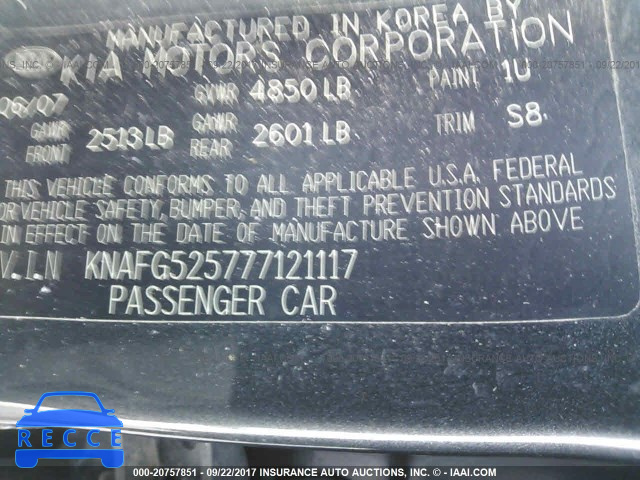 MANUFACTURED IN KOREA BY
KIA MOTORS CORPORATION
06/07 GVWR 4850 LB PAINT 1U
GAWR FRONT 2513LB GAWR REAR 2601 LB TRIM S8
THIS VEHICLE CONFORMS TO ALL APPLICABLE U.S.A. FEDERAL
OR VEHICLE SAFETY, BUMPER, AND THEFT PREVENTION STANDARDS
IN EFFECT ON THE DATE OF MANUFACTURE SHOWN ABOVE
V.I.N KNAFG525777121117
PASSENGER CAR
RECORDS
000-20757851 - 09/22/2017 INSURANCE AUTO AUCTIONS, INC. - © IAAI.COM